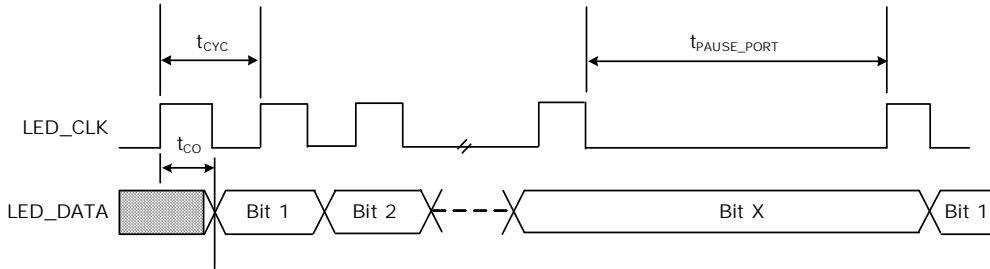 tCYC
tPAUSE_PORT
LED_CLK
tCO
LED_DATA
Bit 1
Bit 2
Bit X
Bit 1